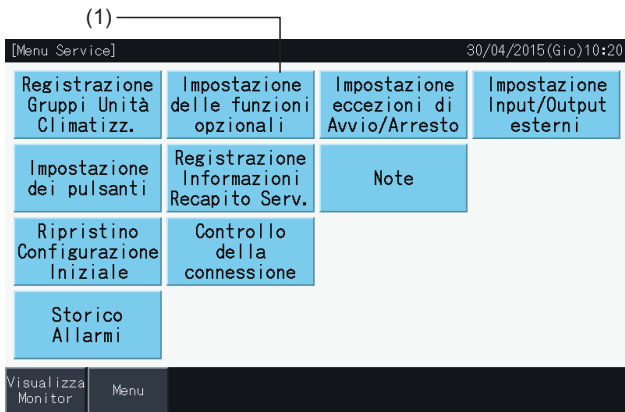 (1)
[Menu Service] 30/04/2015(Gio)10:20
Registrazione
Gruppi Unità
Climatizz.
Impostazione
delle funzioni
opzionali
Impostazione
eccezioni di
Avvio/Arresto
Impostazione
Input/Output
esterni
Impostazione
dei pulsanti
Registrazione
Informazioni
Recapito Serv.
Note
Ripristino
Configurazione
Iniziale
Controllo
della
connessione
Storico
Allarmi
Visualizza
Monitor
Menu